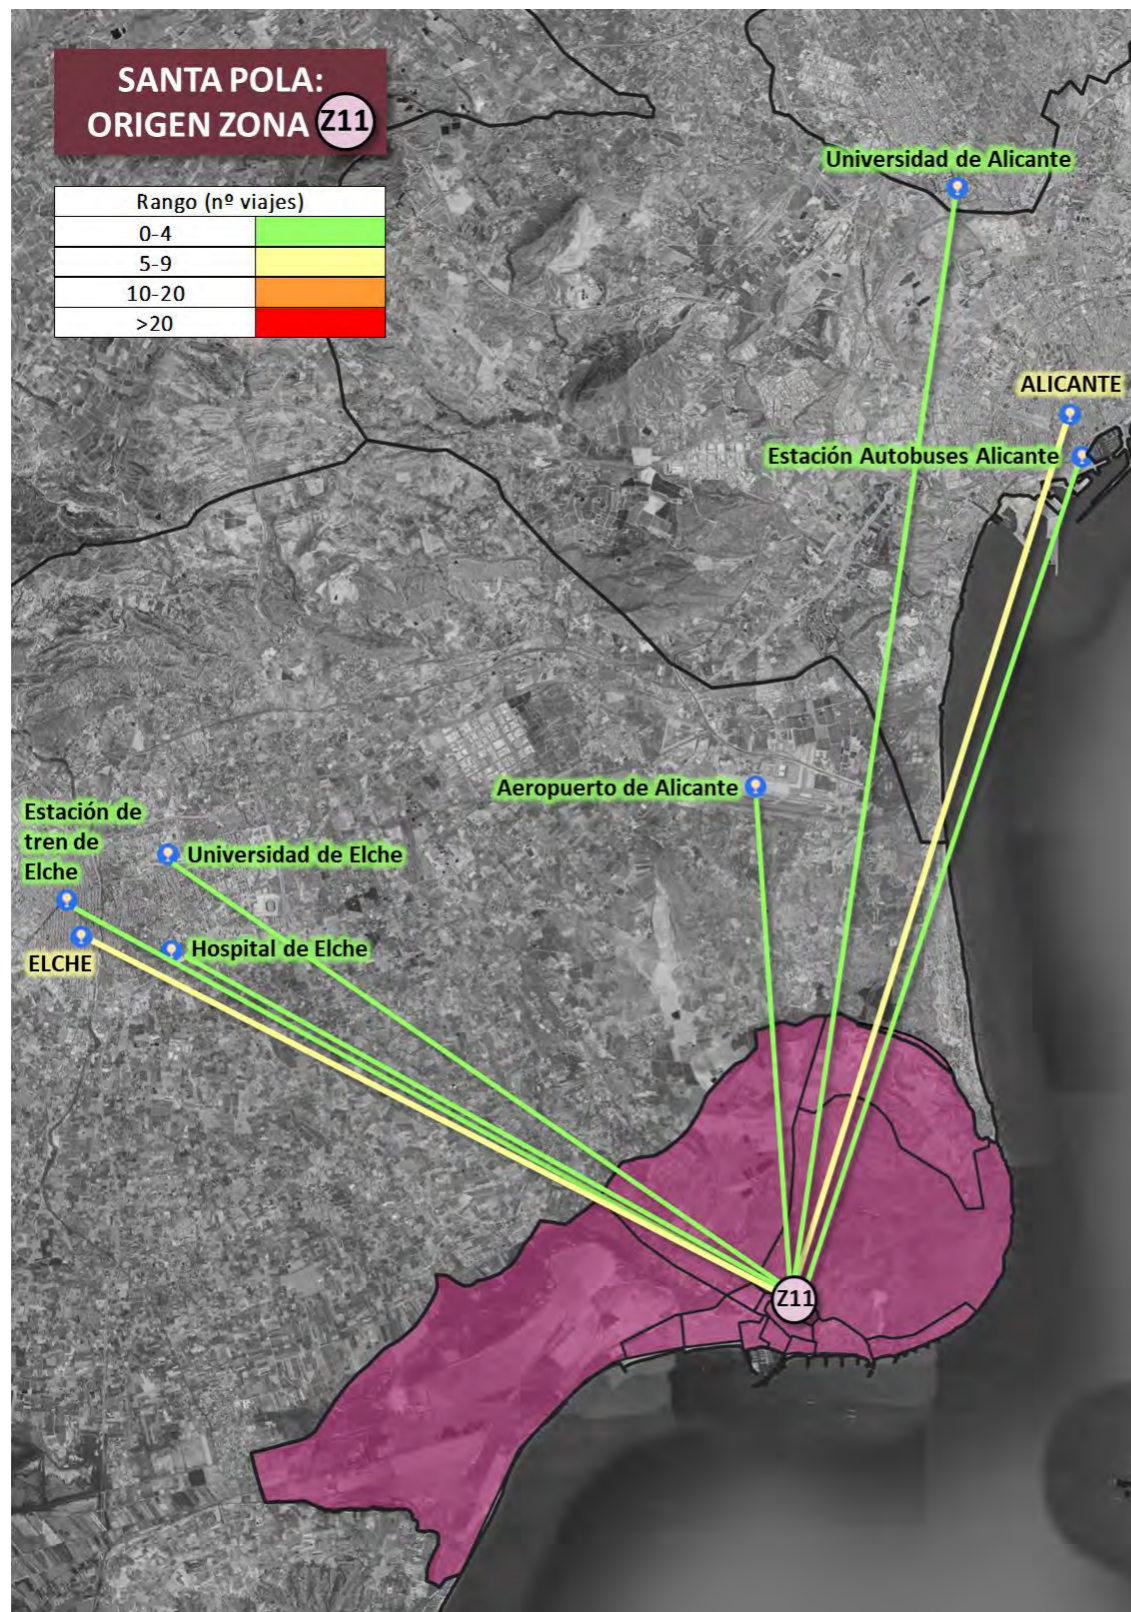 SANTA POLA:
ORIGEN ZONA Z11
Rango (nº viajes)
0-4
5-9
10-20
>20
Universidad de Alicante
ALICANTE
Estación Autobuses Alicante
Aeropuerto de Alicante
Estación de
tren de
Elche
Universidad de Elche
Hospital de Elche
ELCHE
Z11